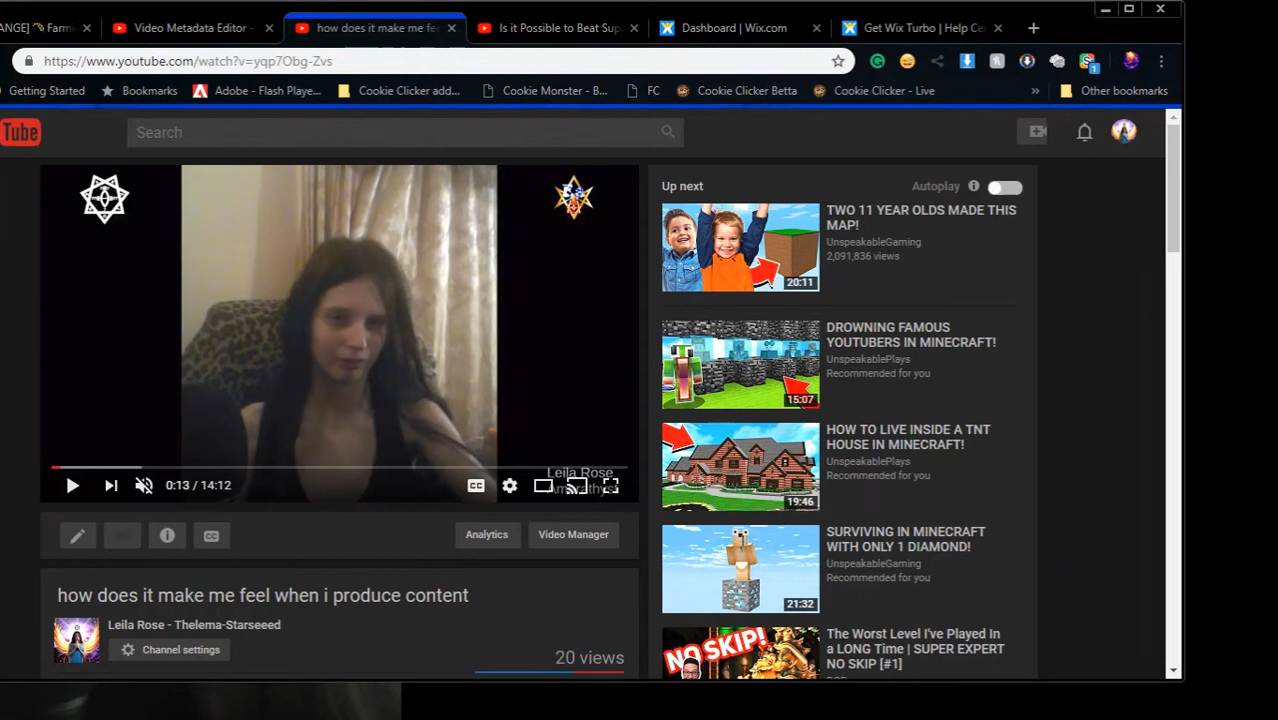 ANGE] Farmi
Video Metadata Editor -
how does it make me fe
Is it Possible to Beat Sup
Dashboard | Wix.com
Get Wix Turbo | Help Ce
https://www.youtube.com/watch?v=yqp7Obg-Zvs
1
Getting Started
Bookmarks
Adobe - Flash Playe...
Cookie Clicker add...
Cookie Monster - B...
FC
Cookie Clicker Betta
Cookie Clicker - Live
»
Other bookmarks
Tube
Search
Up next
Autoplay
TWO 11 YEAR OLDS MADE THIS
MAP!
UnspeakableGaming
2,091,836 views
20:11
DROWNING FAMOUS
YOUTUBERS IN MINECRAFT!
UnspeakablePlays
Recommended for you
15:07
HOW TO LIVE INSIDE A TNT
HOUSE IN MINECRAFT!
UnspeakablePlays
Recommended for you
19:46
SURVIVING IN MINECRAFT
WITH ONLY 1 DIAMOND!
UnspeakableGaming
Recommended for you
21:32
The Worst Level I've Played In
a LONG Time | SUPER EXPERT
NO SKIP [#1]
NO SKIP!
Leila Rose
0:13 / 14:12
CC
CC
Analytics
Video Manager
how does it make me feel when i produce content
Leila Rose - Thelema-Starseeed
Channel settings
20 views